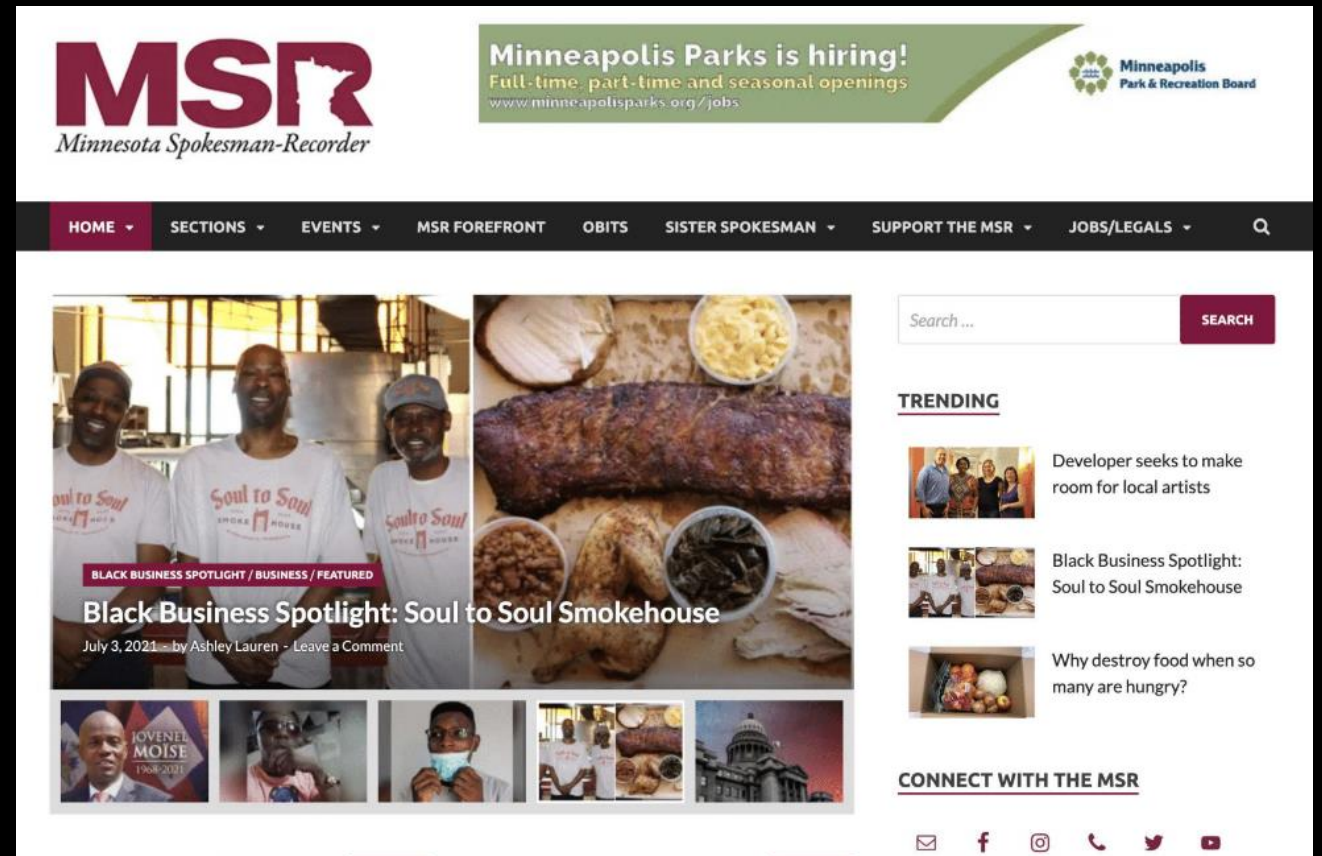 MSR
Minnesota Spokesman-Recorder
Minneapolis Parks is hiring!
Full-time, part-time and seasonal openings
www.minneapolisparks.org/jobs
Minneapolis
Park & Recreation Board
HOME SECTIONS EVENTS MSR FOREFRONT OBITS SISTER SPOKESMAN SUPPORT THE MSR JOBS/LEGALS
Soul to Soul
SMOKE HOUSE
Soul to Soul
SMOKE HOUSE
Soul to Soul
SMOKE HOUSE
BLACK BUSINESS SPOTLIGHT / BUSINESS / FEATURED
Black Business Spotlight: Soul to Soul Smokehouse
July 3, 2021 - by Ashley Lauren - Leave a Comment
JOVENEL
MOÏSE
1968-2021
Search ...
SEARCH
TRENDING
Developer seeks to make
room for local artists
Black Business Spotlight:
Soul to Soul Smokehouse
Why destroy food when so
many are hungry?
CONNECT WITH THE MSR